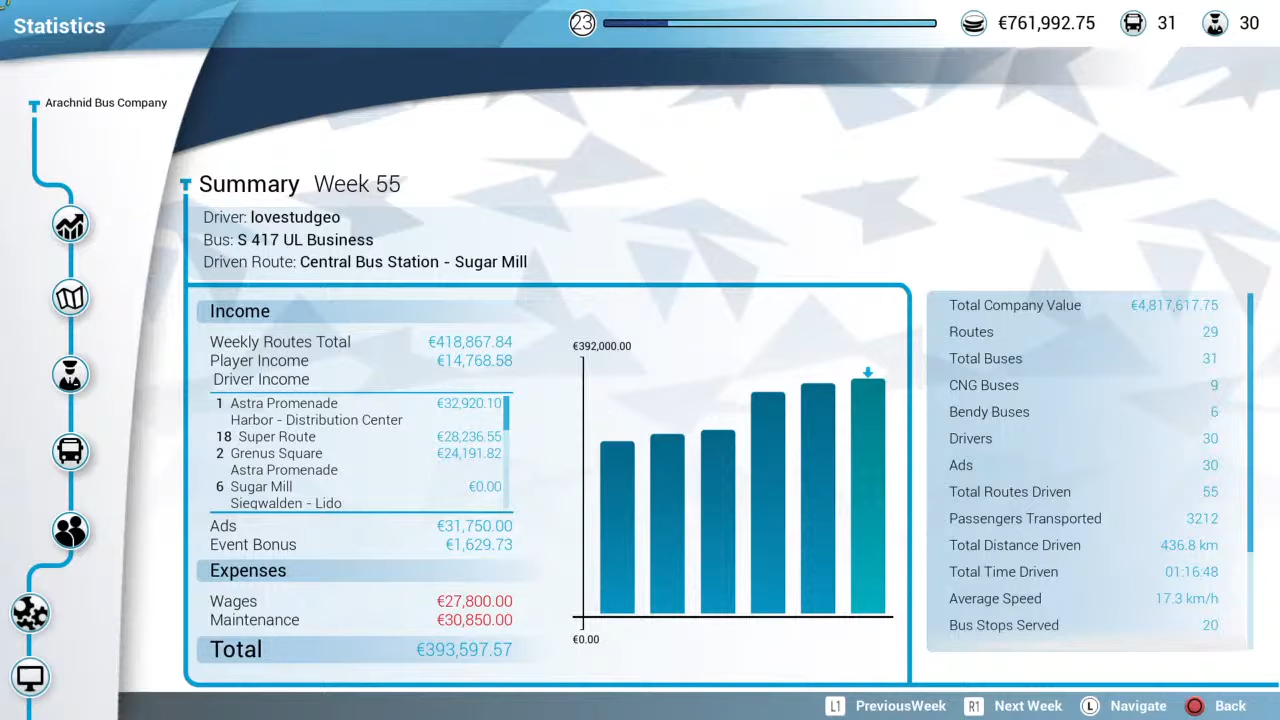 Statistics
23
€761,992.75
31
30
Arachnid Bus Company
Summary Week 55
Driver: lovestudgeo
Bus: S 417 UL Business
Driven Route: Central Bus Station - Sugar Mill
Income
Weekly Routes Total €418,867.84
Player Income €14,768.58
Driver Income
1 Astra Promenade €32,920.10
Harbor - Distribution Center
18 Super Route €28,236.55
2 Grenus Square €24,191.82
Astra Promenade
6 Sugar Mill €0.00
Siegwalden - Lido
Ads €31,750.00
Event Bonus €1,629.73
Expenses
Wages €27,800.00
Maintenance €30,850.00
Total €393,597.57
€392,000.00
€0.00
Total Company Value €4,817,617.75
Routes 29
Total Buses 31
CNG Buses 9
Bendy Buses 6
Drivers 30
Ads 30
Total Routes Driven 55
Passengers Transported 3212
Total Distance Driven 436.8 km
Total Time Driven 01:16:48
Average Speed 17.3 km/h
Bus Stops Served 20
L1 PreviousWeek R1 Next Week L Navigate Back